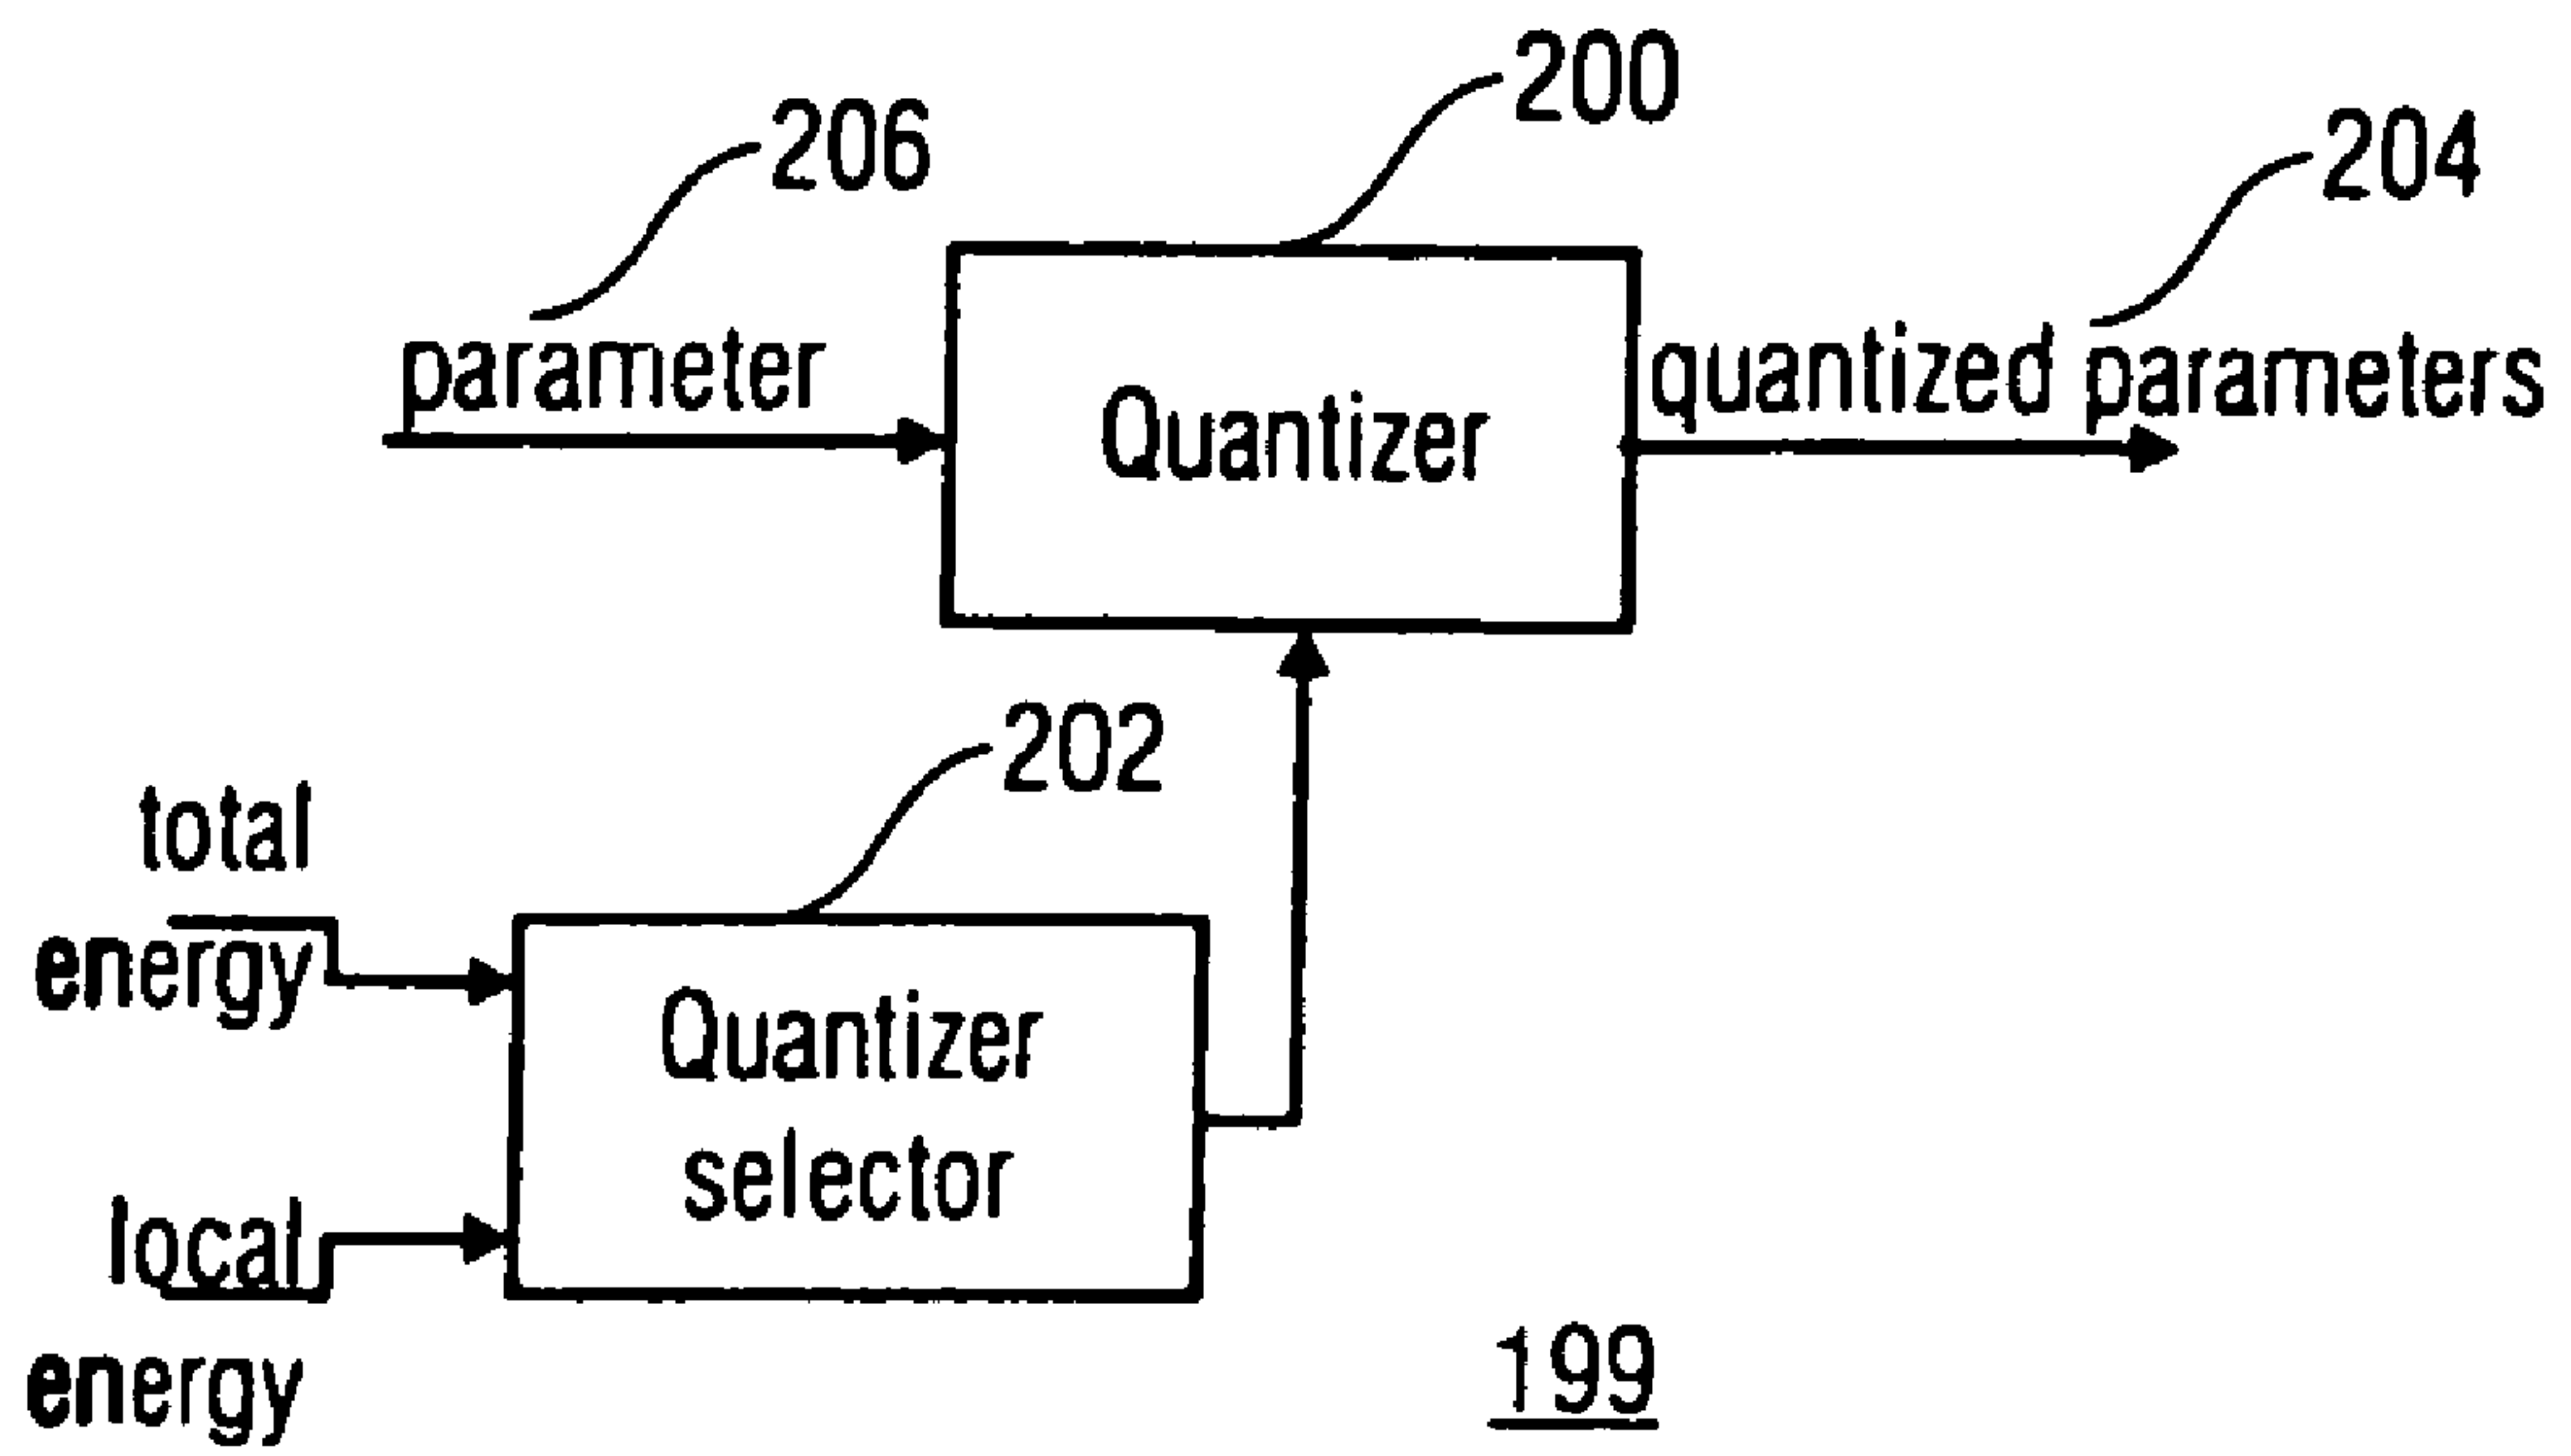 200
206
204
parameter
quantized parameters
Quantizer
202
total
energy
Quantizer
selector
local
energy
199